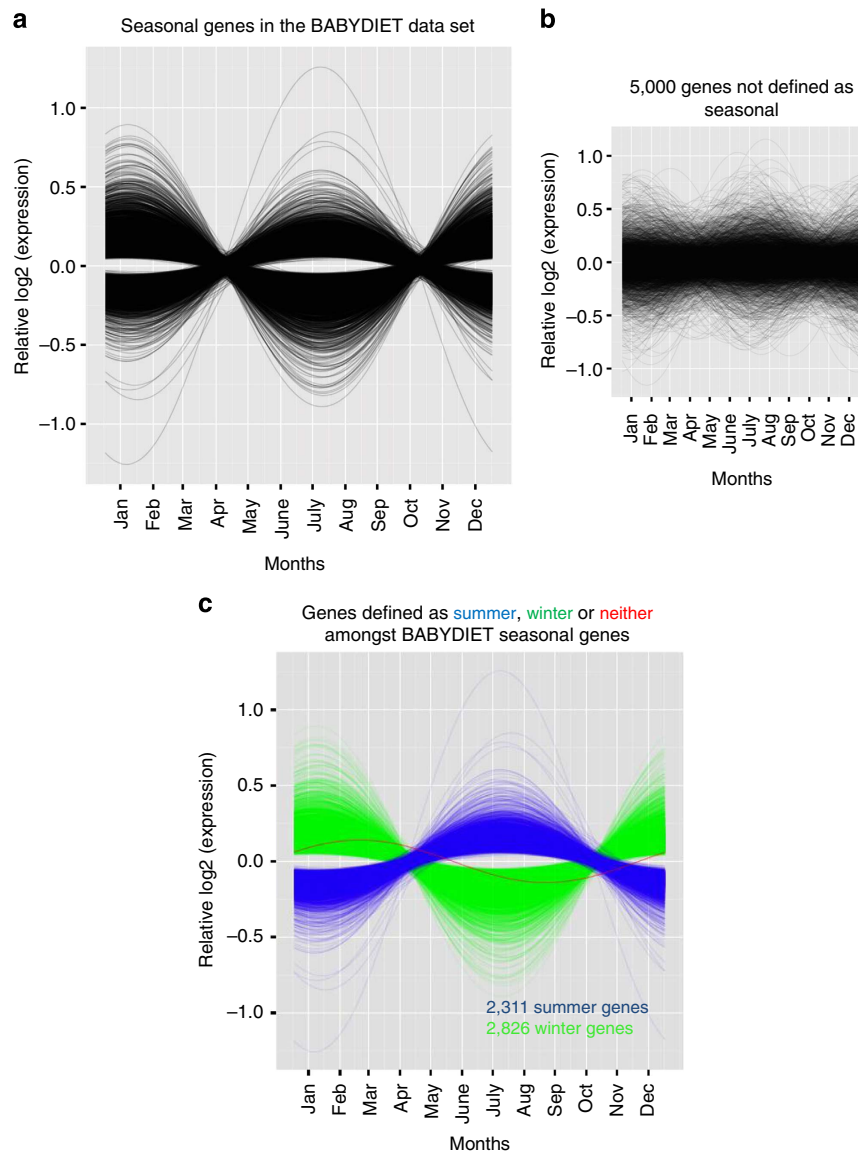 a
Seasonal genes in the BABYDIET data set
Relative log2 (expression)
1.0
0.5
0.0
−0.5
−1.0
Jan
Feb
Mar
Apr
May
June
July
Aug
Sep
Oct
Nov
Dec
Months
b
5,000 genes not defined as
seasonal
Relative log2 (expression)
1.0
0.5
0.0
−0.5
−1.0
Jan
Feb
Mar
Apr
May
June
July
Aug
Sep
Oct
Nov
Dec
Months
c
Genes defined as summer, winter or neither
amongst BABYDIET seasonal genes
Relative log2 (expression)
1.0
0.5
0.0
−0.5
−1.0
2,311 summer genes
2,826 winter genes
Jan
Feb
Mar
Apr
May
June
July
Aug
Sep
Oct
Nov
Dec
Months